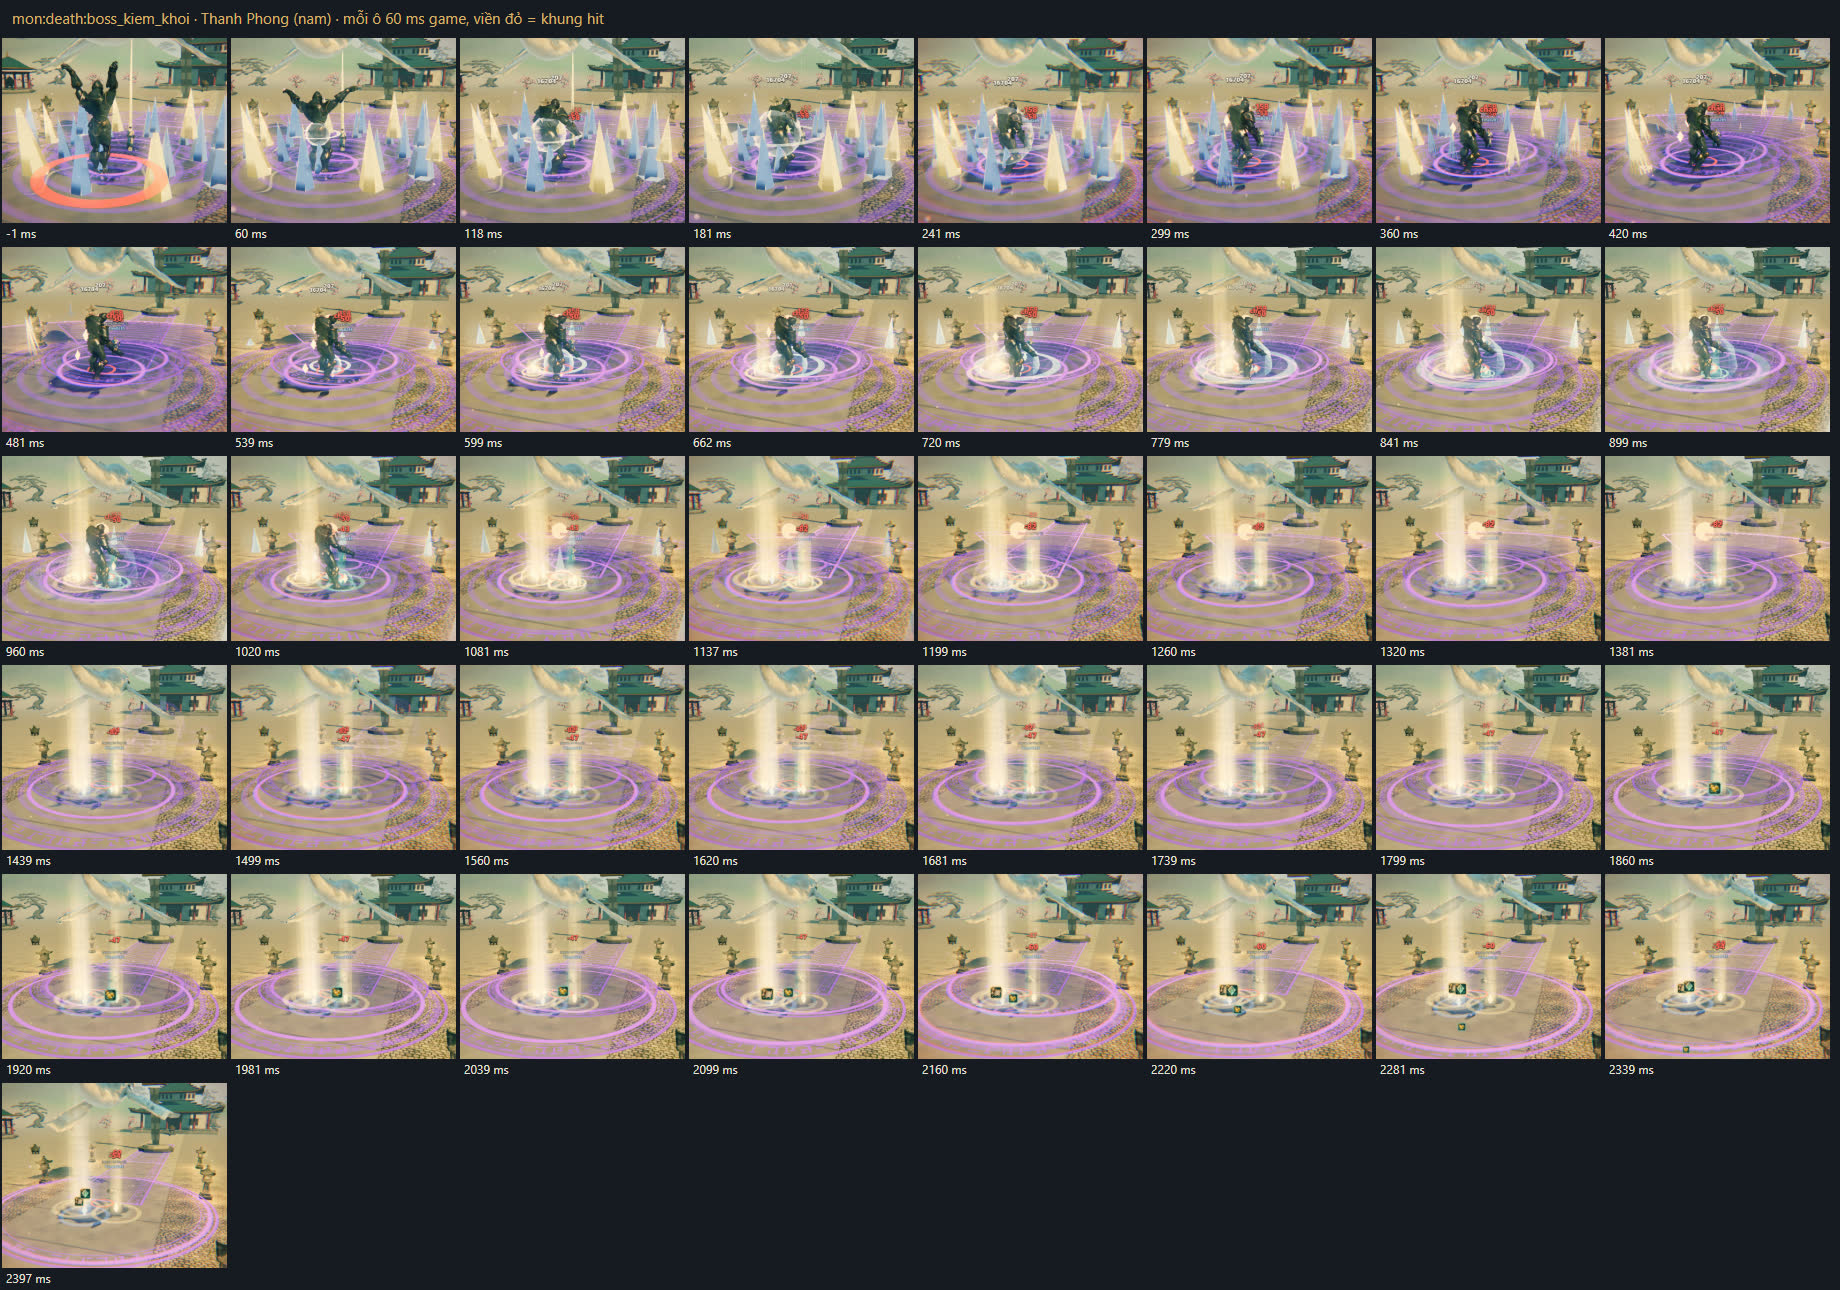 mon:death:boss_kiem_khoi · Thanh Phong (nam) · mỗi ô 60 ms game, viền đỏ = khung hit
-1 ms
60 ms
118 ms
181 ms
241 ms
299 ms
360 ms
420 ms
481 ms
539 ms
599 ms
662 ms
720 ms
779 ms
841 ms
899 ms
960 ms
1020 ms
1081 ms
1137 ms
1199 ms
1260 ms
1320 ms
1381 ms
1439 ms
1499 ms
1560 ms
1620 ms
1681 ms
1739 ms
1799 ms
1860 ms
1920 ms
1981 ms
2039 ms
2099 ms
2160 ms
2220 ms
2281 ms
2339 ms
2397 ms